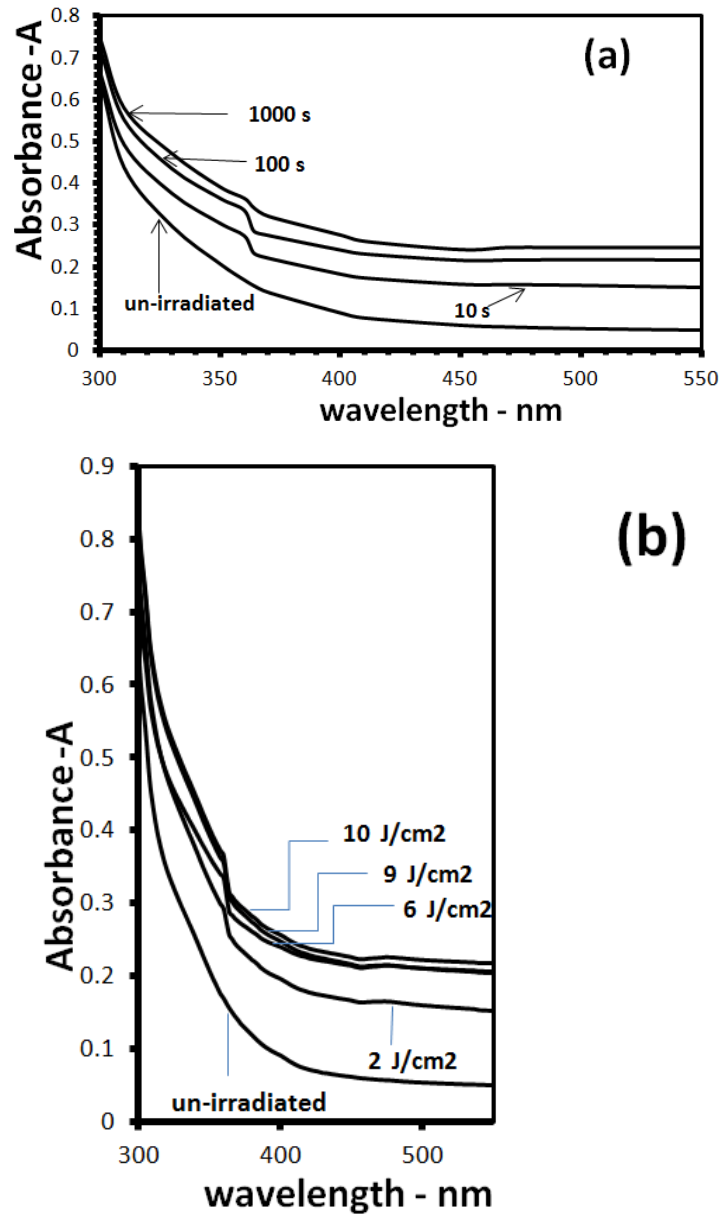 (a)
Absorbance -A
0.8
0.7
0.6
0.5
0.4
0.3
0.2
0.1
0
1000 s
100 s
un-irradiated
10 s
300 350 400 450 500 550
wavelength - nm
(b)
Absorbance -A
0.9
0.8
0.7
0.6
0.5
0.4
0.3
0.2
0.1
0
10 J/cm2
9 J/cm2
6 J/cm2
2 J/cm2
un-irradiated
300 400 500
wavelength - nm